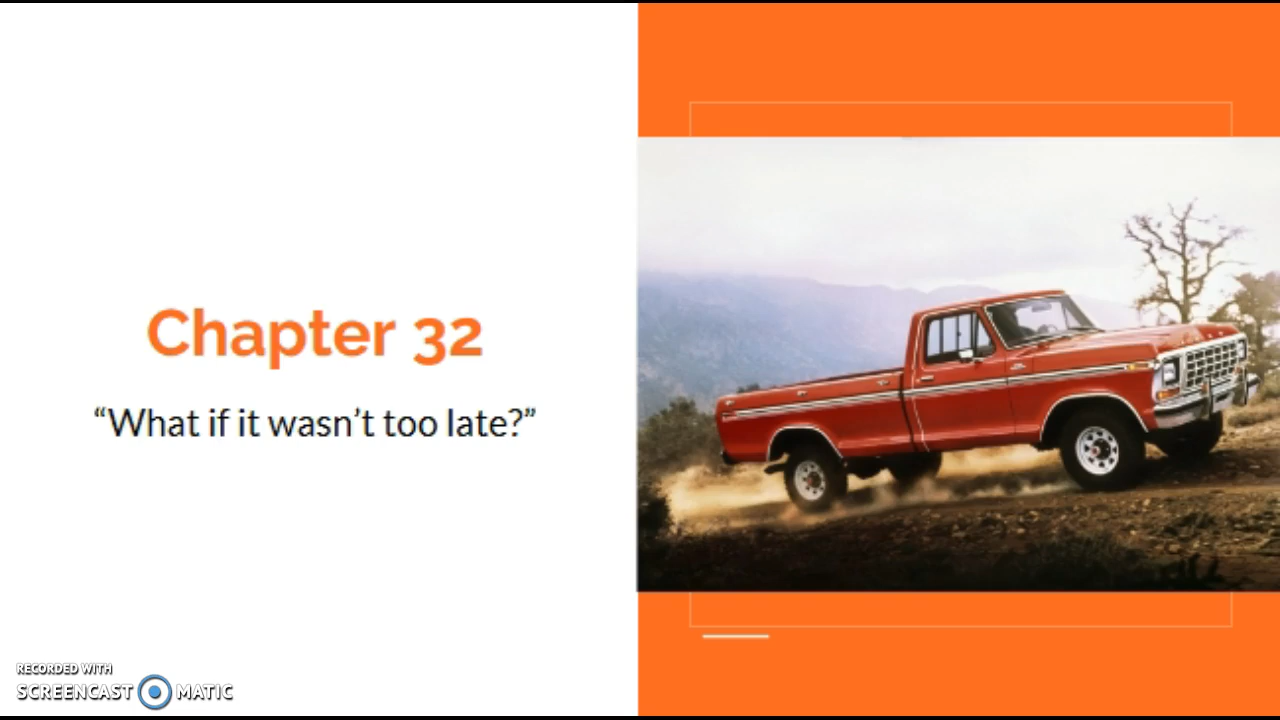 Chapter 32
“What if it wasn’t too late?”
RECORDED WITH
SCREENCAST MATIC